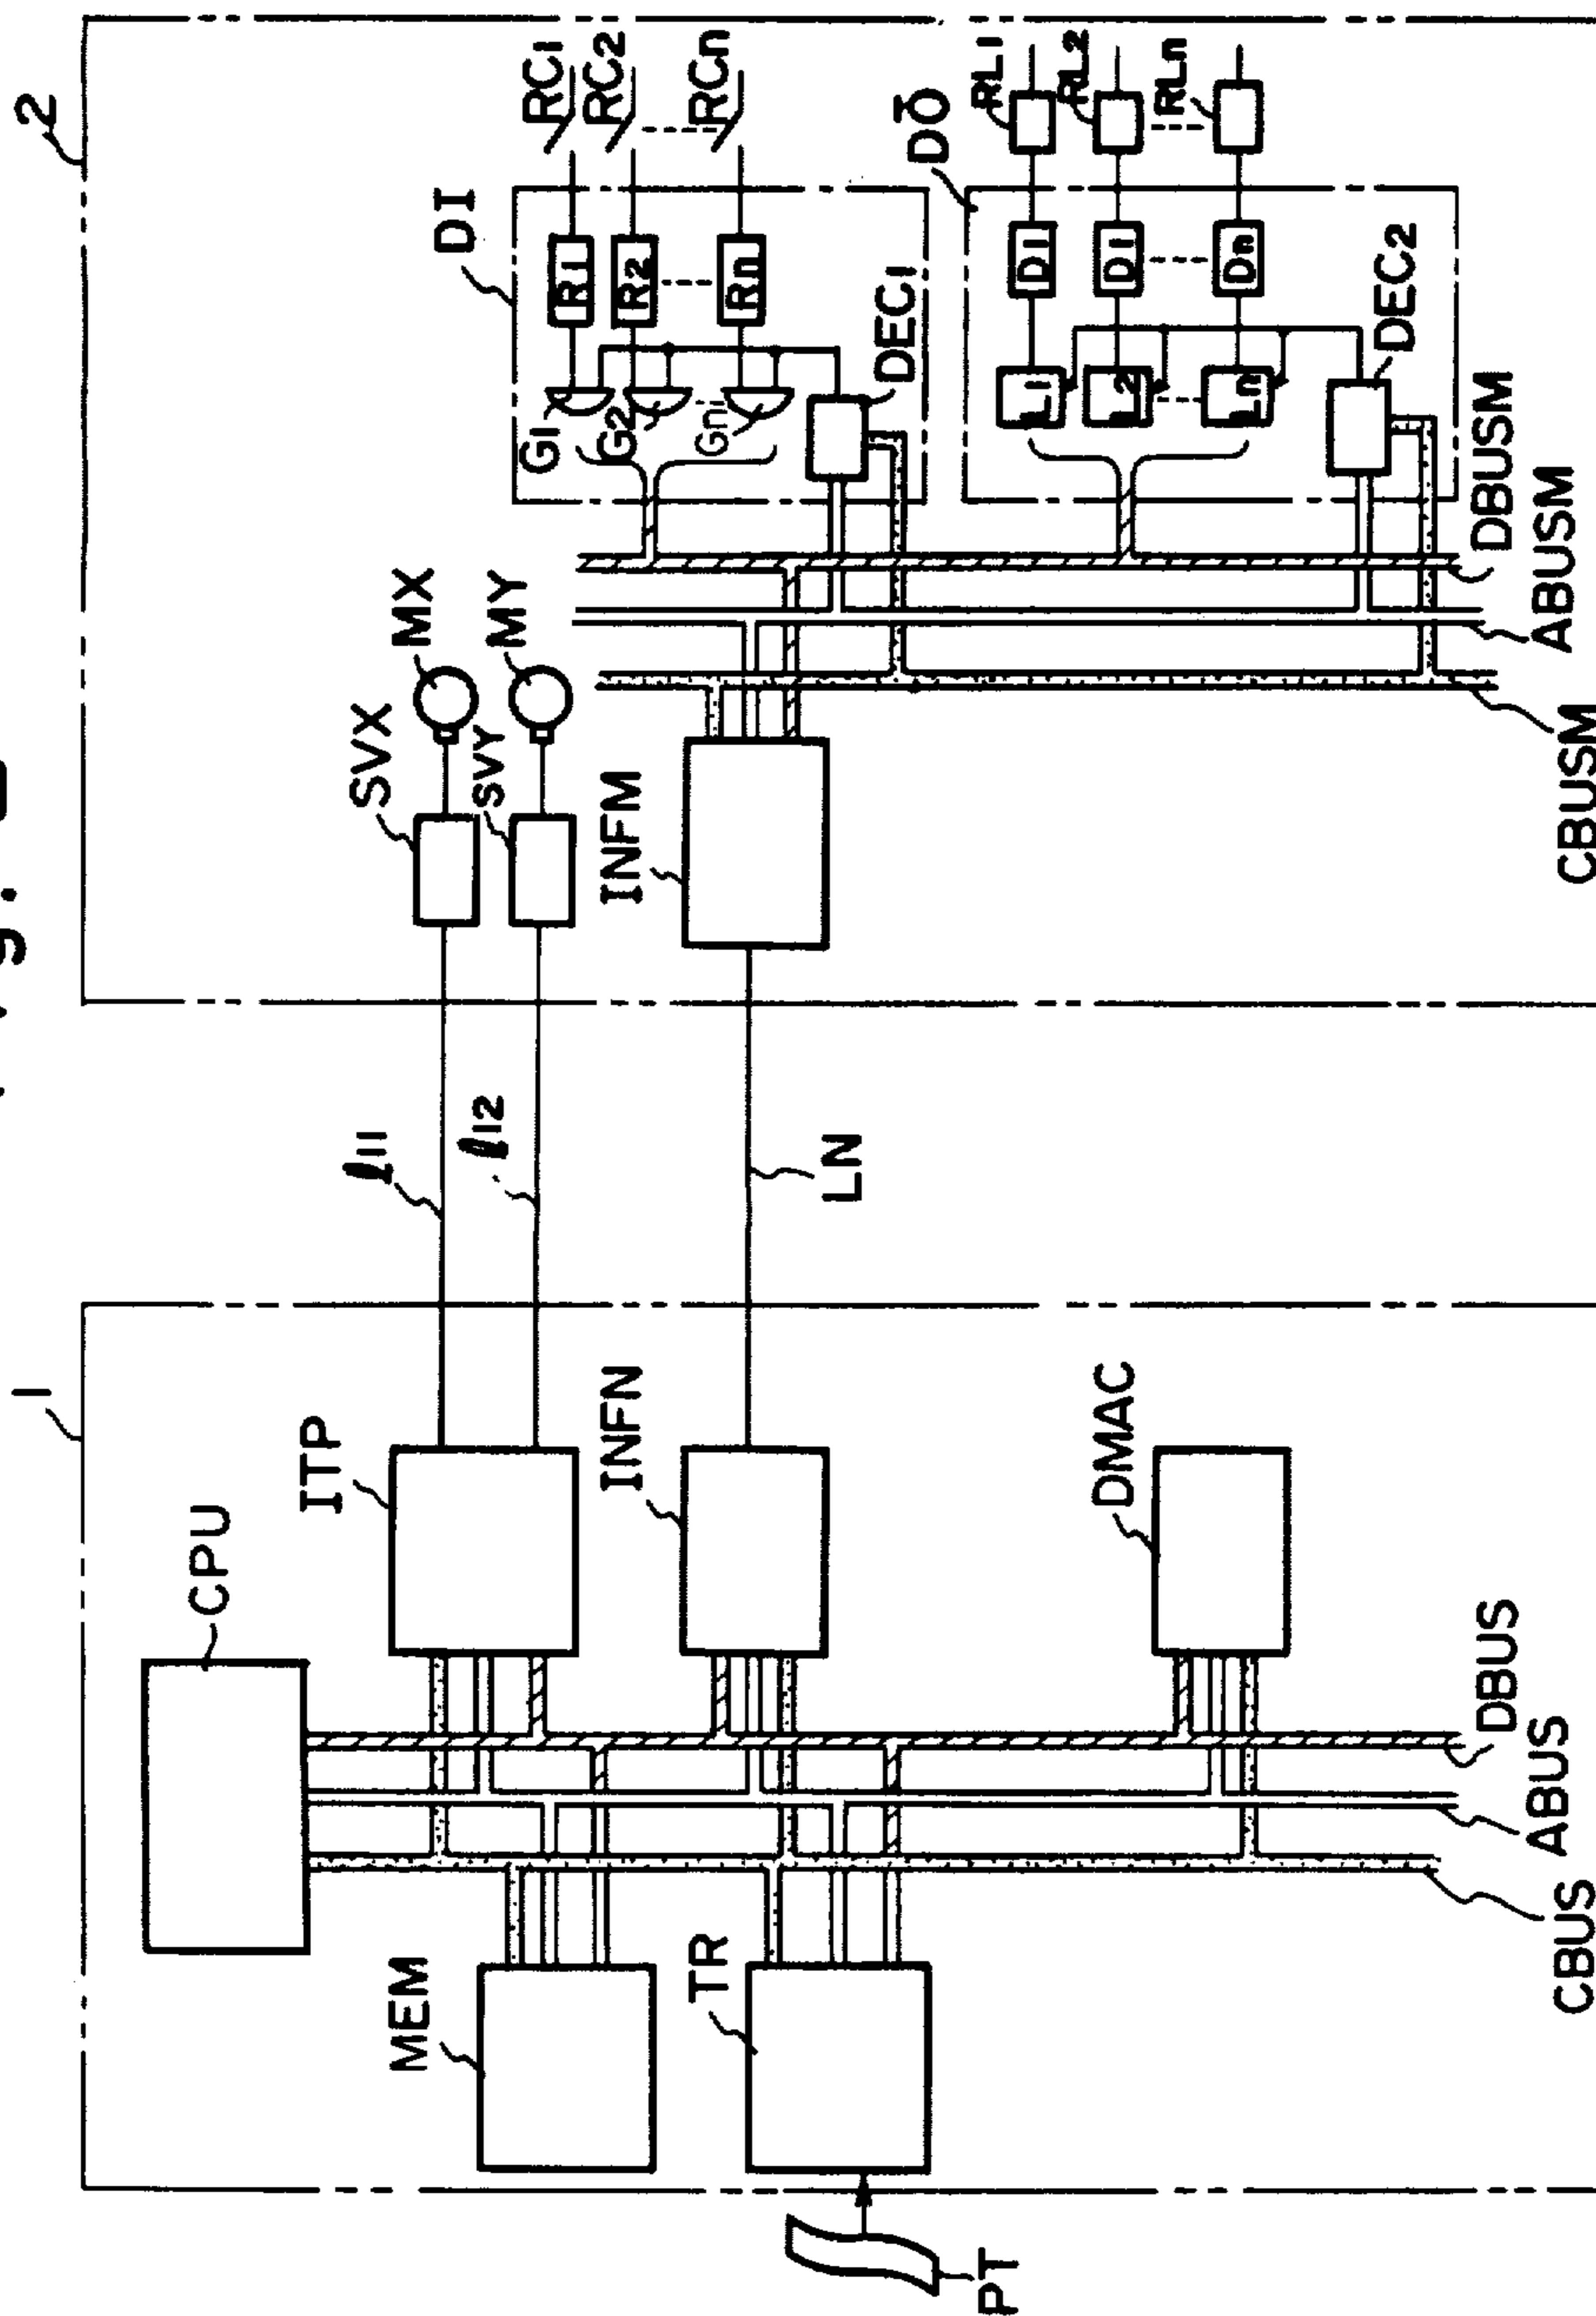 1
CPU
MEM
ITP
TR
INFN
DMAC
PT
CBUS
ABUS
DBUS
ℓ11
ℓ12
LN
2
SVX
MX
SVY
MY
INFM
DI
RC1
RC2
RCn
R1
R2
Rn
G1
G2
Gn
DEC1
DO
RL1
RL2
RLn
D1
D1
Dn
L1
L2
Ln
DEC2
CBUSM
ABUSM
DBUSM